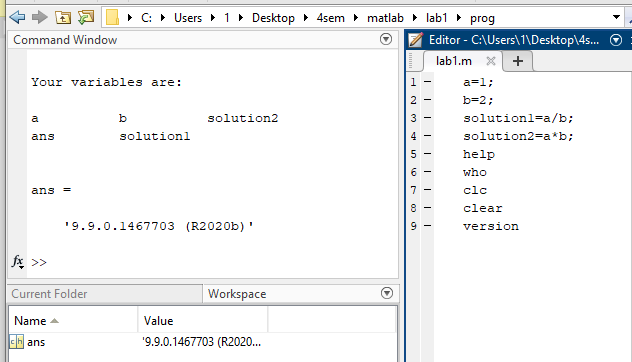 C: ▸ Users ▸ 1 ▸ Desktop ▸ 4sem ▸ matlab ▸ lab1 ▸ prog
Command Window
Your variables are:
a b solution2
ans solution1
ans =
'9.9.0.1467703 (R2020b)'
fx >>
Current Folder Workspace
Name Value
ans '9.9.0.1467703 (R2020...
Editor - C:\Users\1\Desktop\4s...
lab1.m
1 - a=1;
2 - b=2;
3 - solution1=a/b;
4 - solution2=a*b;
5 - help
6 - who
7 - clc
8 - clear
9 - version